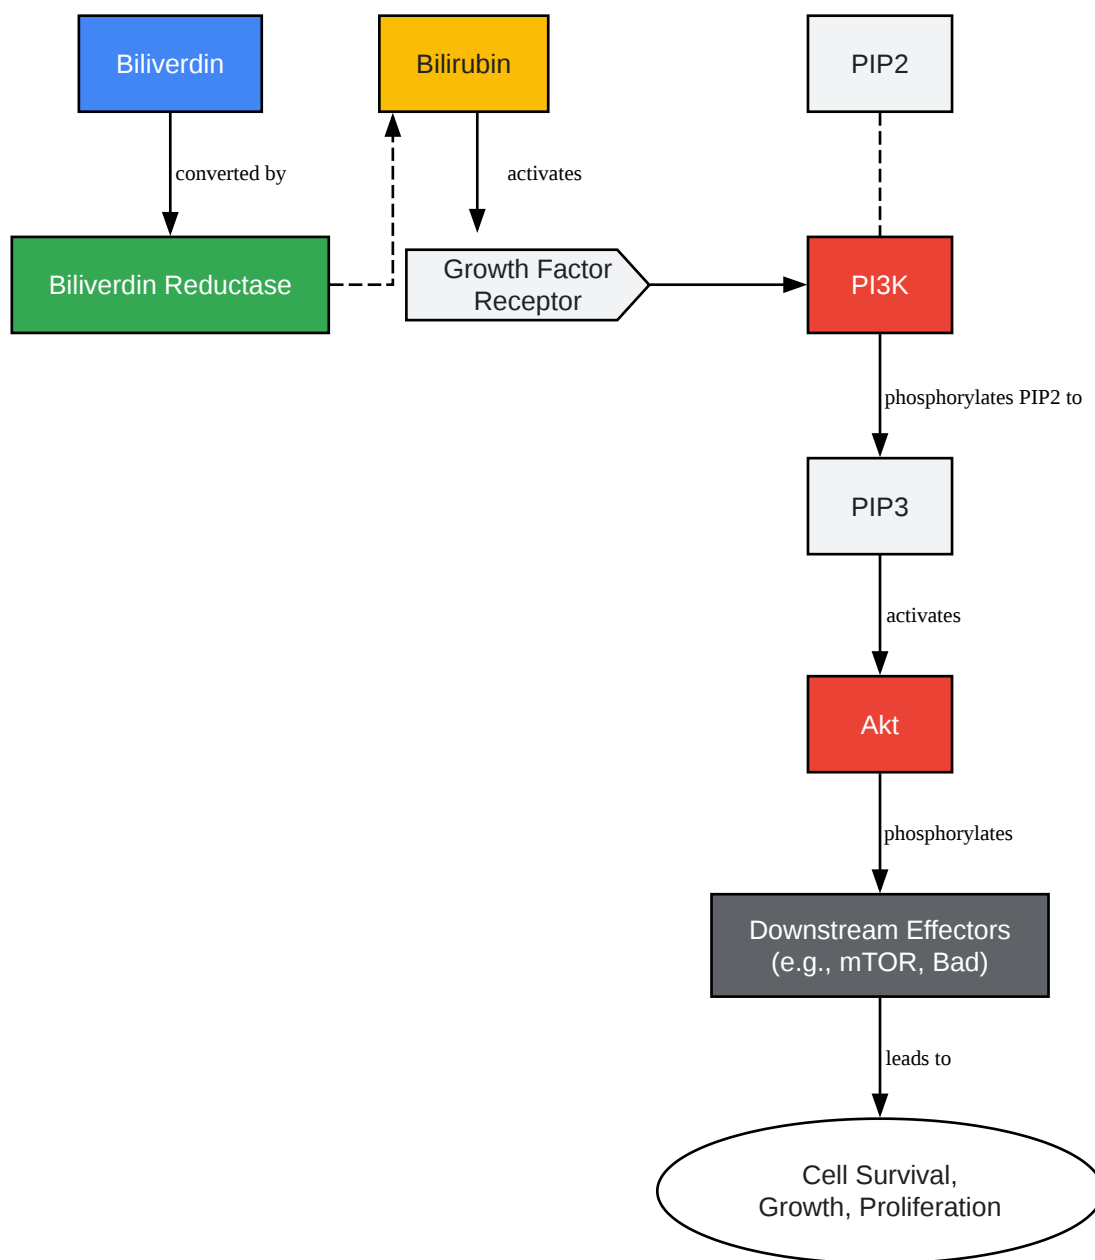 Biliverdin
Bilirubin
PIP2
converted by
activates
Biliverdin Reductase
Growth Factor
Receptor
PI3K
phosphorylates PIP2 to
PIP3
activates
Akt
phosphorylates
Downstream Effectors
(e.g., mTOR, Bad)
leads to
Cell Survival,
Growth, Proliferation